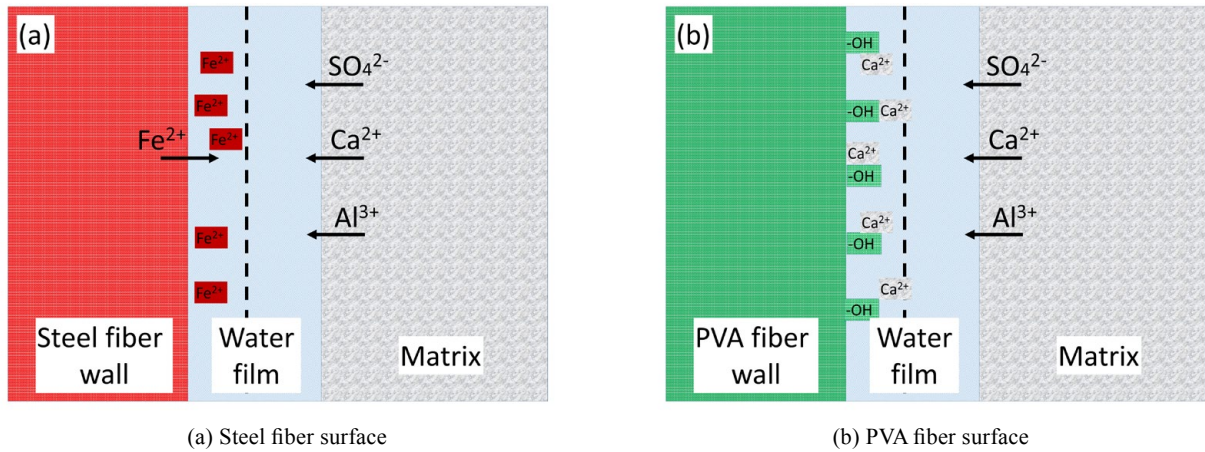 (a)
Fe²⁺
SO₄²⁻
Fe²⁺
Fe²⁺
Fe²⁺
Ca²⁺
Al³⁺
Fe²⁺
Fe²⁺
Steel fiber
wall
Water
film
Matrix
(a) Steel fiber surface
(b)
-OH
Ca²⁺
SO₄²⁻
-OH
Ca²⁺
Ca²⁺
Ca²⁺
-OH
Ca²⁺
Al³⁺
-OH
Ca²⁺
-OH
PVA fiber
wall
Water
film
Matrix
(b) PVA fiber surface